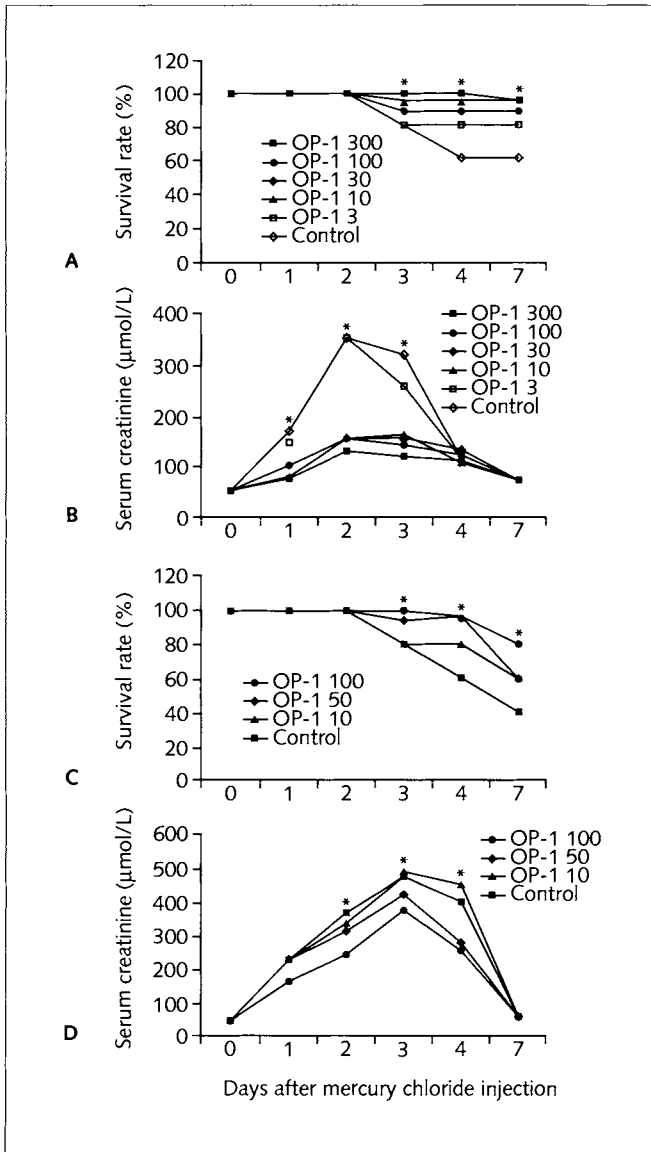 120
100
80
60
40
20
0
Survival rate (%)
* * *
OP-1 300
OP-1 100
OP-1 30
OP-1 10
OP-1 3
Control
0 1 2 3 4 7
A
400
300
200
100
0
Serum creatinine (μmol/L)
* * *
OP-1 300
OP-1 100
OP-1 30
OP-1 10
OP-1 3
Control
0 1 2 3 4 7
B
120
100
80
60
40
20
0
Survival rate (%)
* * *
OP-1 100
OP-1 50
OP-1 10
Control
0 1 2 3 4 7
C
600
500
400
300
200
100
0
Serum creatinine (μmol/L)
* * *
OP-1 100
OP-1 50
OP-1 10
Control
0 1 2 3 4 7
D
Days after mercury chloride injection